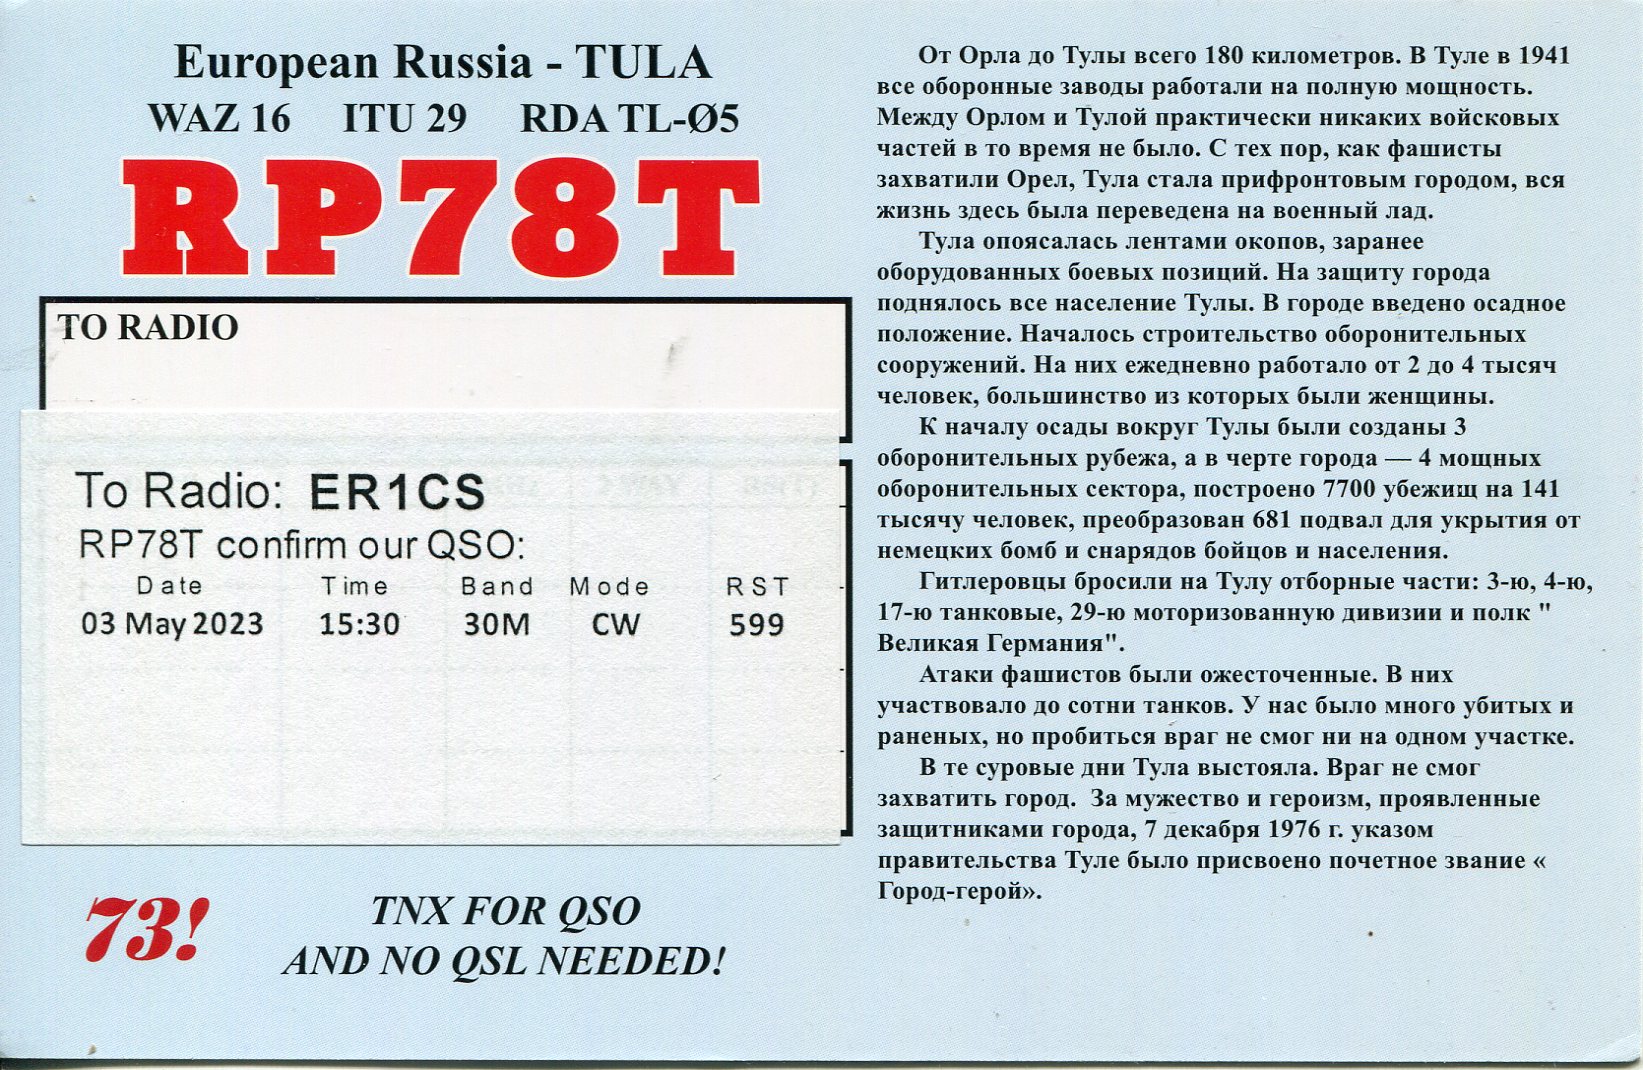 European Russia - TULA
WAZ 16 ITU 29 RDA TL-Ø5
RP78T
TO RADIO
To Radio: ER1CS
RP78T confirm our QSO:
Date Time Band Mode RST
03 May 2023 15:30 30M CW 599
73!
TNX FOR QSO
AND NO QSL NEEDED!
От Орла до Тулы всего 180 километров. В Туле в 1941
все оборонные заводы работали на полную мощность.
Между Орлом и Тулой практически никаких войсковых
частей в то время не было. С тех пор, как фашисты
захватили Орел, Тула стала прифронтовым городом, вся
жизнь здесь была переведена на военный лад.
Тула опоясалась лентами окопов, заранее
оборудованных боевых позиций. На защиту города
поднялось все население Тулы. В городе введено осадное
положение. Началось строительство оборонительных
сооружений. На них ежедневно работало от 2 до 4 тысяч
человек, большинство из которых были женщины.
К началу осады вокруг Тулы были созданы 3
оборонительных рубежа, а в черте города — 4 мощных
оборонительных сектора, построено 7700 убежищ на 141
тысячу человек, преобразован 681 подвал для укрытия от
немецких бомб и снарядов бойцов и населения.
Гитлеровцы бросили на Тулу отборные части: 3-ю, 4-ю,
17-ю танковые, 29-ю моторизованную дивизии и полк "
Великая Германия".
Атаки фашистов были ожесточенные. В них
участвовало до сотни танков. У нас было много убитых и
раненых, но пробиться враг не смог ни на одном участке.
В те суровые дни Тула выстояла. Враг не смог
захватить город. За мужество и героизм, проявленные
защитниками города, 7 декабря 1976 г. указом
правительства Туле было присвоено почетное звание «
Город-герой».